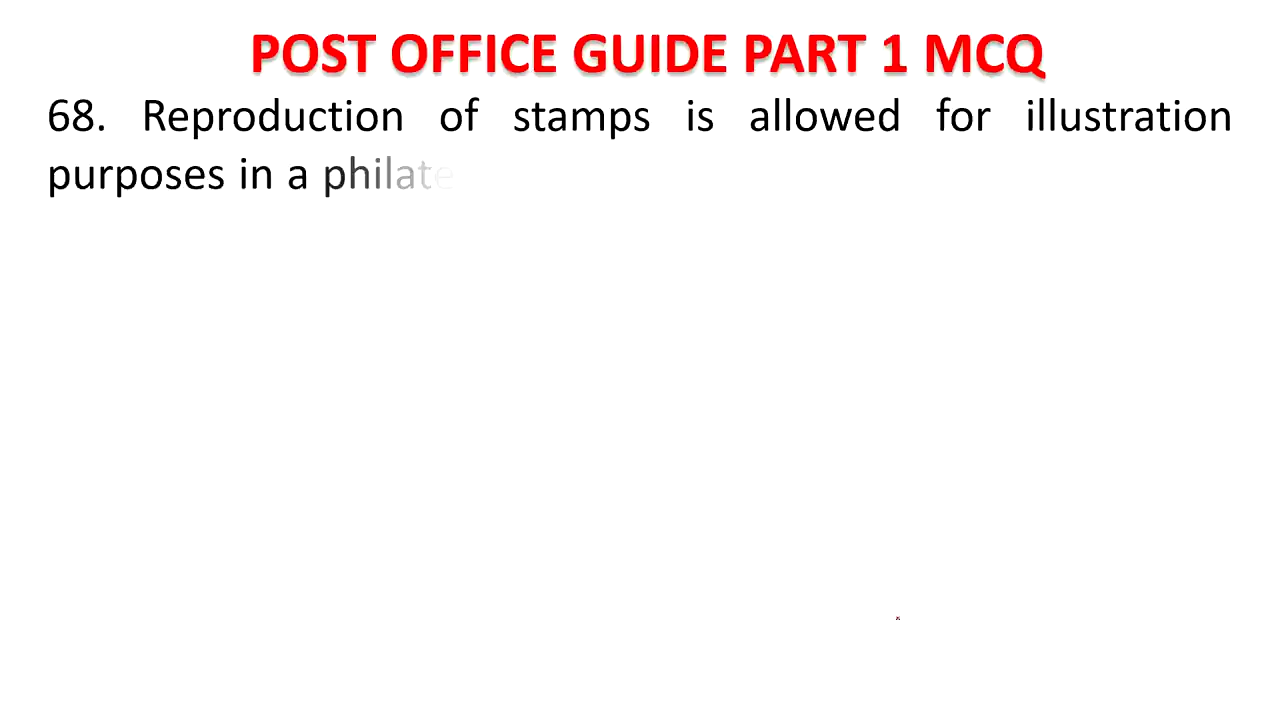 POST OFFICE GUIDE PART 1 MCQ
68. Reproduction of stamps is allowed for illustration
purposes in a philate